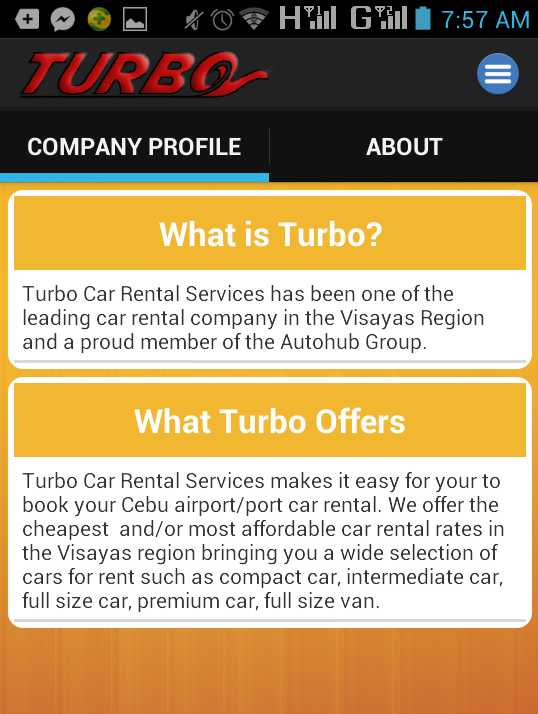 H 1 G 2 7:57 AM
TURBO
COMPANY PROFILE ABOUT
What is Turbo?
Turbo Car Rental Services has been one of the
leading car rental company in the Visayas Region
and a proud member of the Autohub Group.
What Turbo Offers
Turbo Car Rental Services makes it easy for your to
book your Cebu airport/port car rental. We offer the
cheapest  and/or most affordable car rental rates in
the Visayas region bringing you a wide selection of
cars for rent such as compact car, intermediate car,
full size car, premium car, full size van.